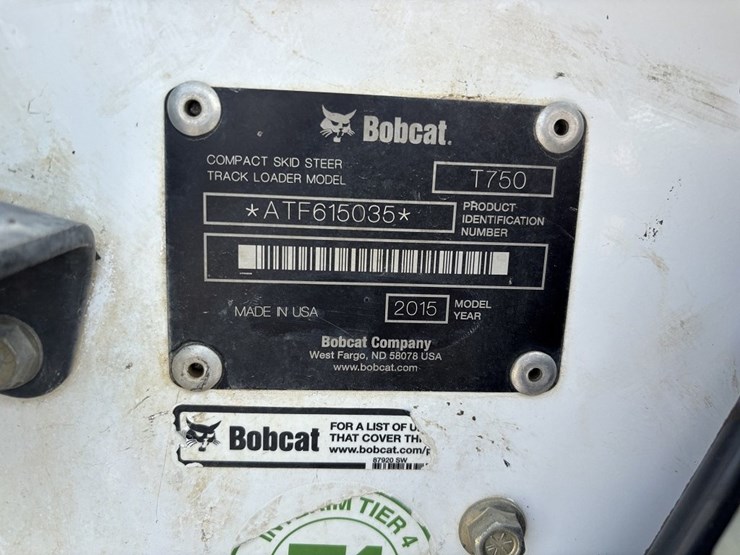 Bobcat.
COMPACT SKID STEER
TRACK LOADER MODEL
T750
*ATF615035*
PRODUCT
IDENTIFICATION
NUMBER
MADE IN USA
2015
MODEL
YEAR
Bobcat Company
West Fargo, ND 58078 USA
www.bobcat.com
Bobcat
FOR A LIST OF
THAT COVER
www.bobcat.com/
87920 SW
TIER 4